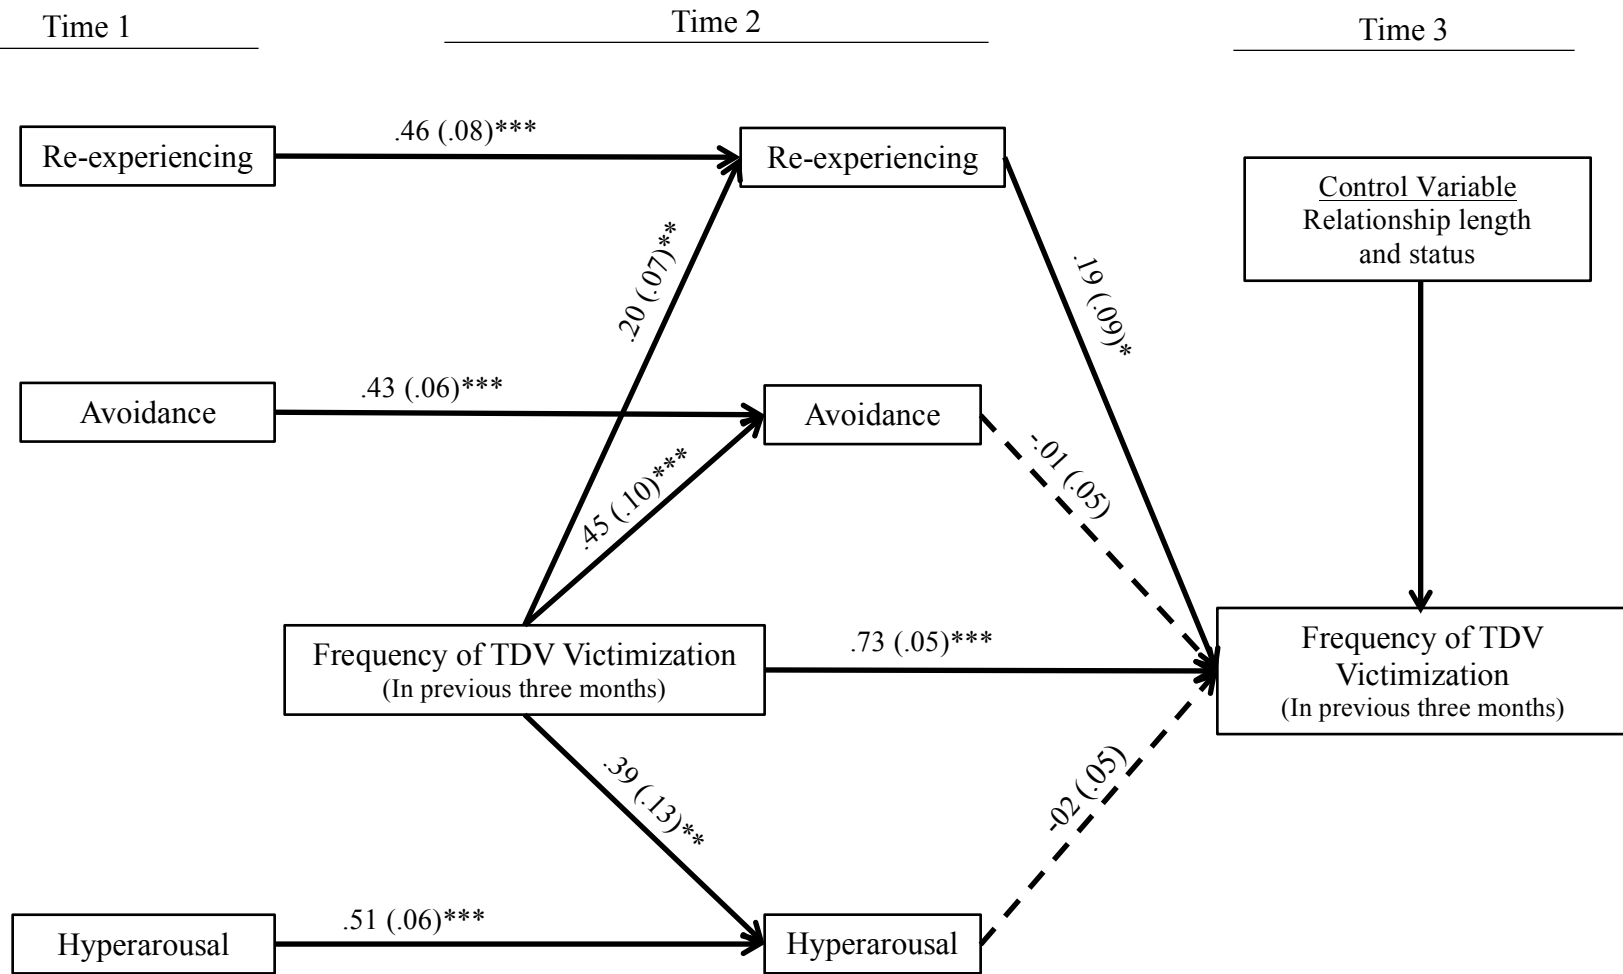 Time 1
Time 2
Time 3
Re-experiencing
.46 (.08)***
Re-experiencing
Control Variable
Relationship length
and status
.20 (.07)**
.19 (.09)*
Avoidance
.43 (.06)***
Avoidance
.45 (.10)***
-.01 (.05)
Frequency of TDV Victimization
(In previous three months)
.73 (.05)***
Frequency of TDV
Victimization
(In previous three months)
.39 (.13)**
-02 (.05)
Hyperarousal
.51 (.06)***
Hyperarousal